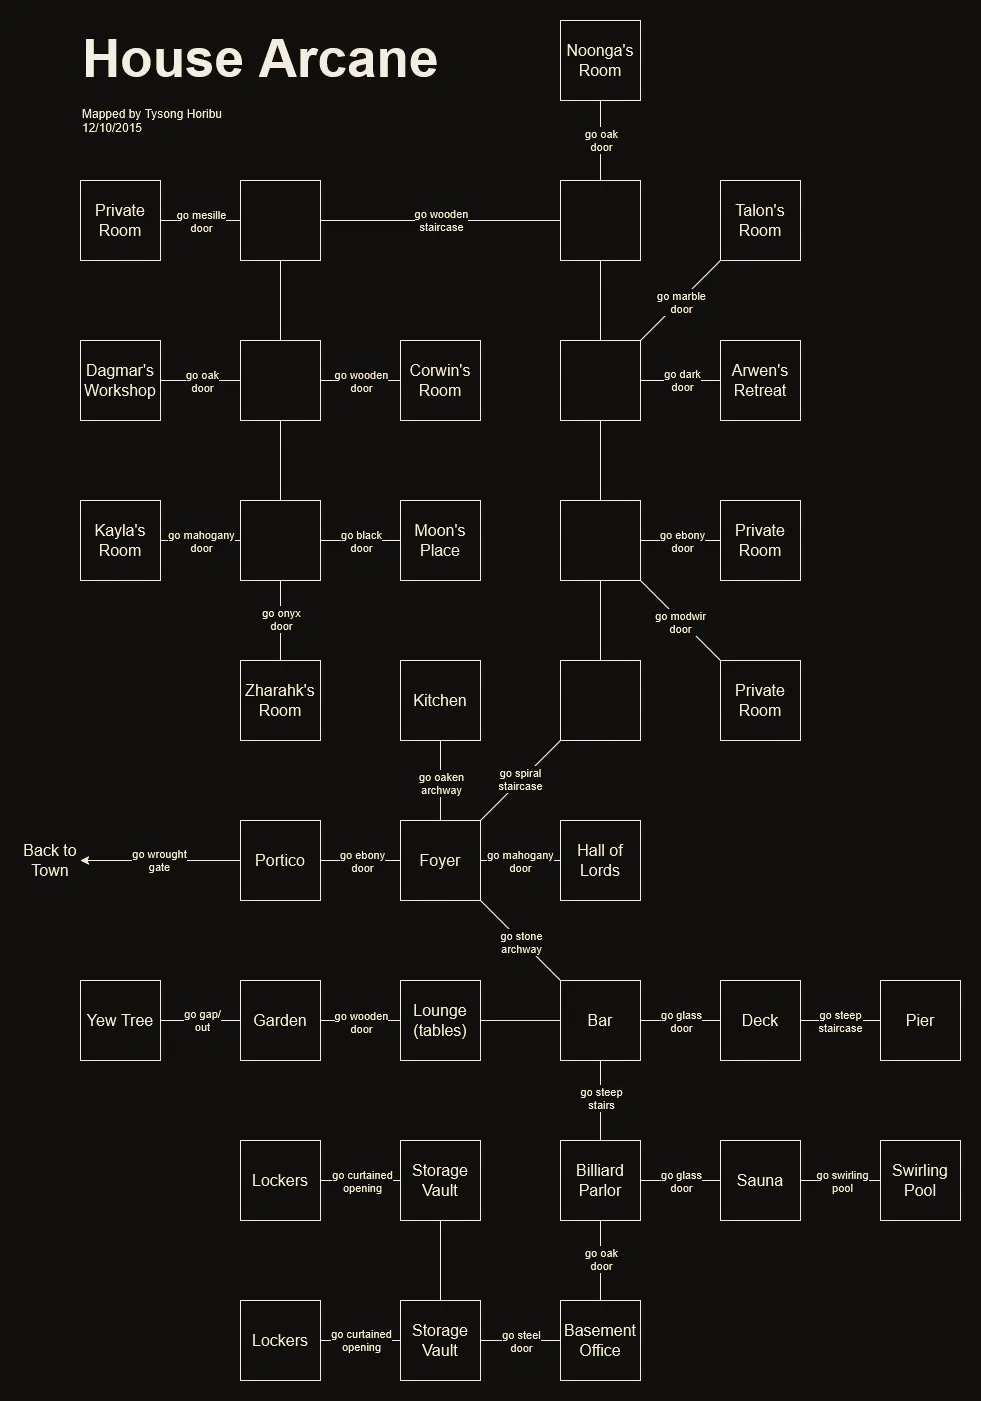 House Arcane
Mapped by Tysong Horibu
12/10/2015
Noonga's
Room
go oak
door
Private
Room
go mesille
door
go wooden
staircase
Talon's
Room
go marble
door
Dagmar's
Workshop
go oak
door
go wooden
door
Corwin's
Room
go dark
door
Arwen's
Retreat
Kayla's
Room
go mahogany
door
go black
door
Moon's
Place
go ebony
door
Private
Room
go onyx
door
go modwir
door
Zharahk's
Room
Kitchen
Private
Room
go oaken
archway
go spiral
staircase
Back to
Town
go wrought
gate
Portico
go ebony
door
Foyer
go mahogany
door
Hall of
Lords
go stone
archway
Yew Tree
go gap/
out
Garden
go wooden
door
Lounge
(tables)
Bar
go glass
door
Deck
go steep
staircase
Pier
go steep
stairs
Lockers
go curtained
opening
Storage
Vault
Billiard
Parlor
go glass
door
Sauna
go swirling
pool
Swirling
Pool
go oak
door
Lockers
go curtained
opening
Storage
Vault
go steel
door
Basement
Office